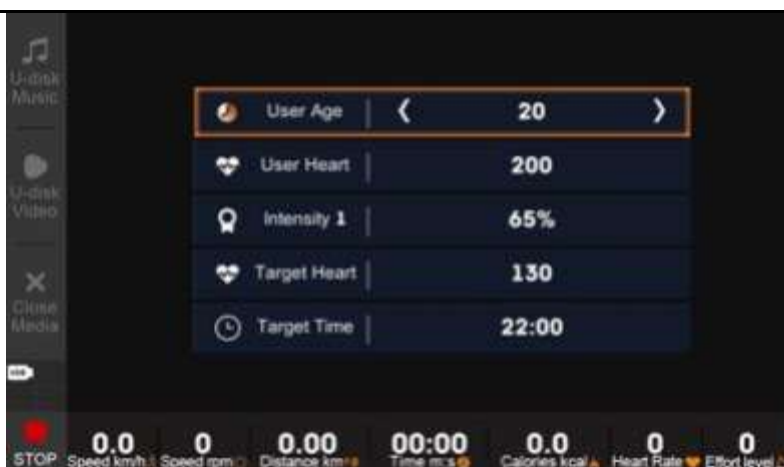 U-disk
Music
U-disk
Video
Close
Media
User Age 20
User Heart 200
Intensity 1 65%
Target Heart 130
Target Time 22:00
STOP
0.0 0 0.00 00:00 0.0 0 0
Speed km/h Speed rpm Distance km Time m:s Calories kcal Heart Rate Effort level